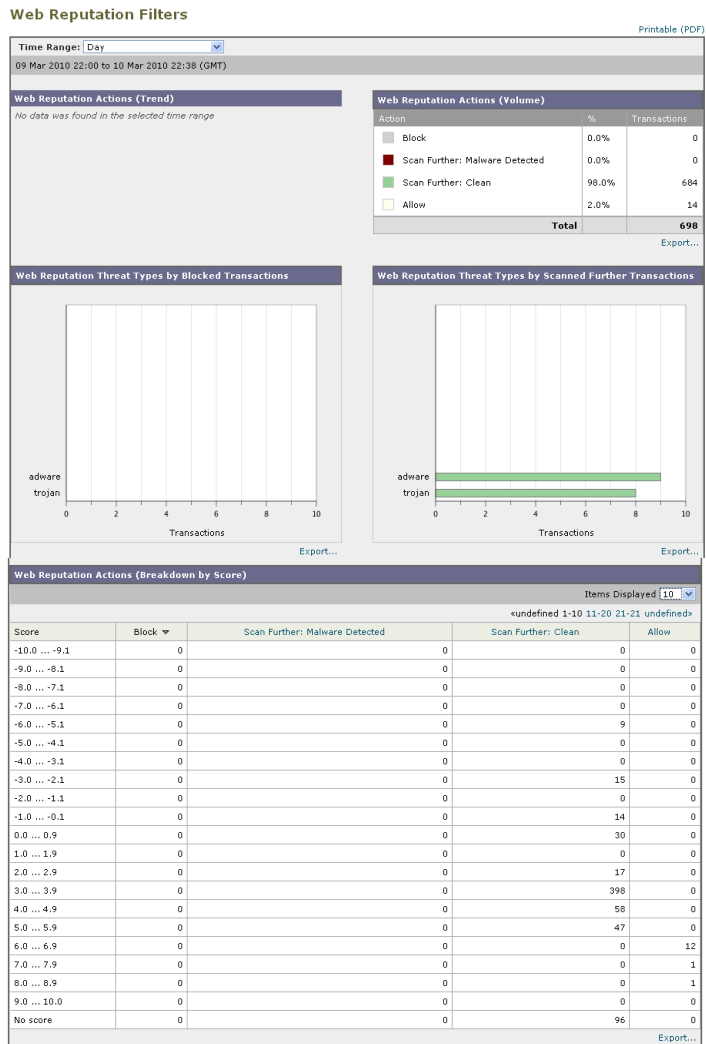 Web Reputation Filters
Printable (PDF)
Time Range: Day
09 Mar 2010 22:00 to 10 Mar 2010 22:38 (GMT)
Web Reputation Actions (Trend)
No data was found in the selected time range
Web Reputation Actions (Volume)
Action % Transactions
Block 0.0% 0
Scan Further: Malware Detected 0.0% 0
Scan Further: Clean 98.0% 684
Allow 2.0% 14
Total 698
Export...
Web Reputation Threat Types by Blocked Transactions
adware
trojan
0 2 4 6 8 10
Transactions
Export...
Web Reputation Threat Types by Scanned Further Transactions
adware
trojan
0 2 4 6 8 10
Transactions
Export...
Web Reputation Actions (Breakdown by Score)
Items Displayed 10
«undefined 1-10 11-20 21-21 undefined»
Score Block Scan Further: Malware Detected Scan Further: Clean Allow
-10.0 ... -9.1 0 0 0 0
-9.0 ... -8.1 0 0 0 0
-8.0 ... -7.1 0 0 0 0
-7.0 ... -6.1 0 0 0 0
-6.0 ... -5.1 0 0 9 0
-5.0 ... -4.1 0 0 0 0
-4.0 ... -3.1 0 0 0 0
-3.0 ... -2.1 0 0 15 0
-2.0 ... -1.1 0 0 0 0
-1.0 ... -0.1 0 0 14 0
0.0 ... 0.9 0 0 30 0
1.0 ... 1.9 0 0 0 0
2.0 ... 2.9 0 0 17 0
3.0 ... 3.9 0 0 398 0
4.0 ... 4.9 0 0 58 0
5.0 ... 5.9 0 0 47 0
6.0 ... 6.9 0 0 0 12
7.0 ... 7.9 0 0 0 1
8.0 ... 8.9 0 0 0 1
9.0 ... 10.0 0 0 0 0
No score 0 0 96 0
Export...